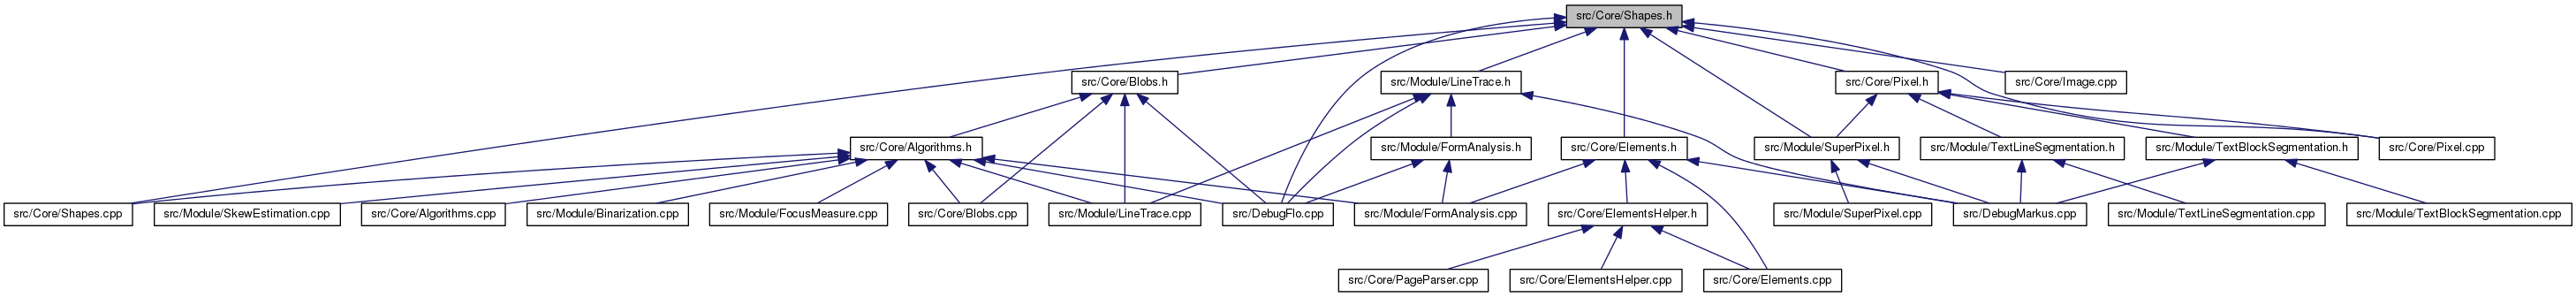 src/Core/Shapes.h
src/Core/Blobs.h
src/Module/LineTrace.h
src/Core/Pixel.h
src/Core/Image.cpp
src/Core/Algorithms.h
src/Module/FormAnalysis.h
src/Core/Elements.h
src/Module/SuperPixel.h
src/Module/TextLineSegmentation.h
src/Module/TextBlockSegmentation.h
src/Core/Pixel.cpp
src/Core/Shapes.cpp
src/Module/SkewEstimation.cpp
src/Core/Algorithms.cpp
src/Module/Binarization.cpp
src/Module/FocusMeasure.cpp
src/Core/Blobs.cpp
src/Module/LineTrace.cpp
src/DebugFlo.cpp
src/Module/FormAnalysis.cpp
src/Core/ElementsHelper.h
src/Module/SuperPixel.cpp
src/DebugMarkus.cpp
src/Module/TextLineSegmentation.cpp
src/Module/TextBlockSegmentation.cpp
src/Core/PageParser.cpp
src/Core/ElementsHelper.cpp
src/Core/Elements.cpp